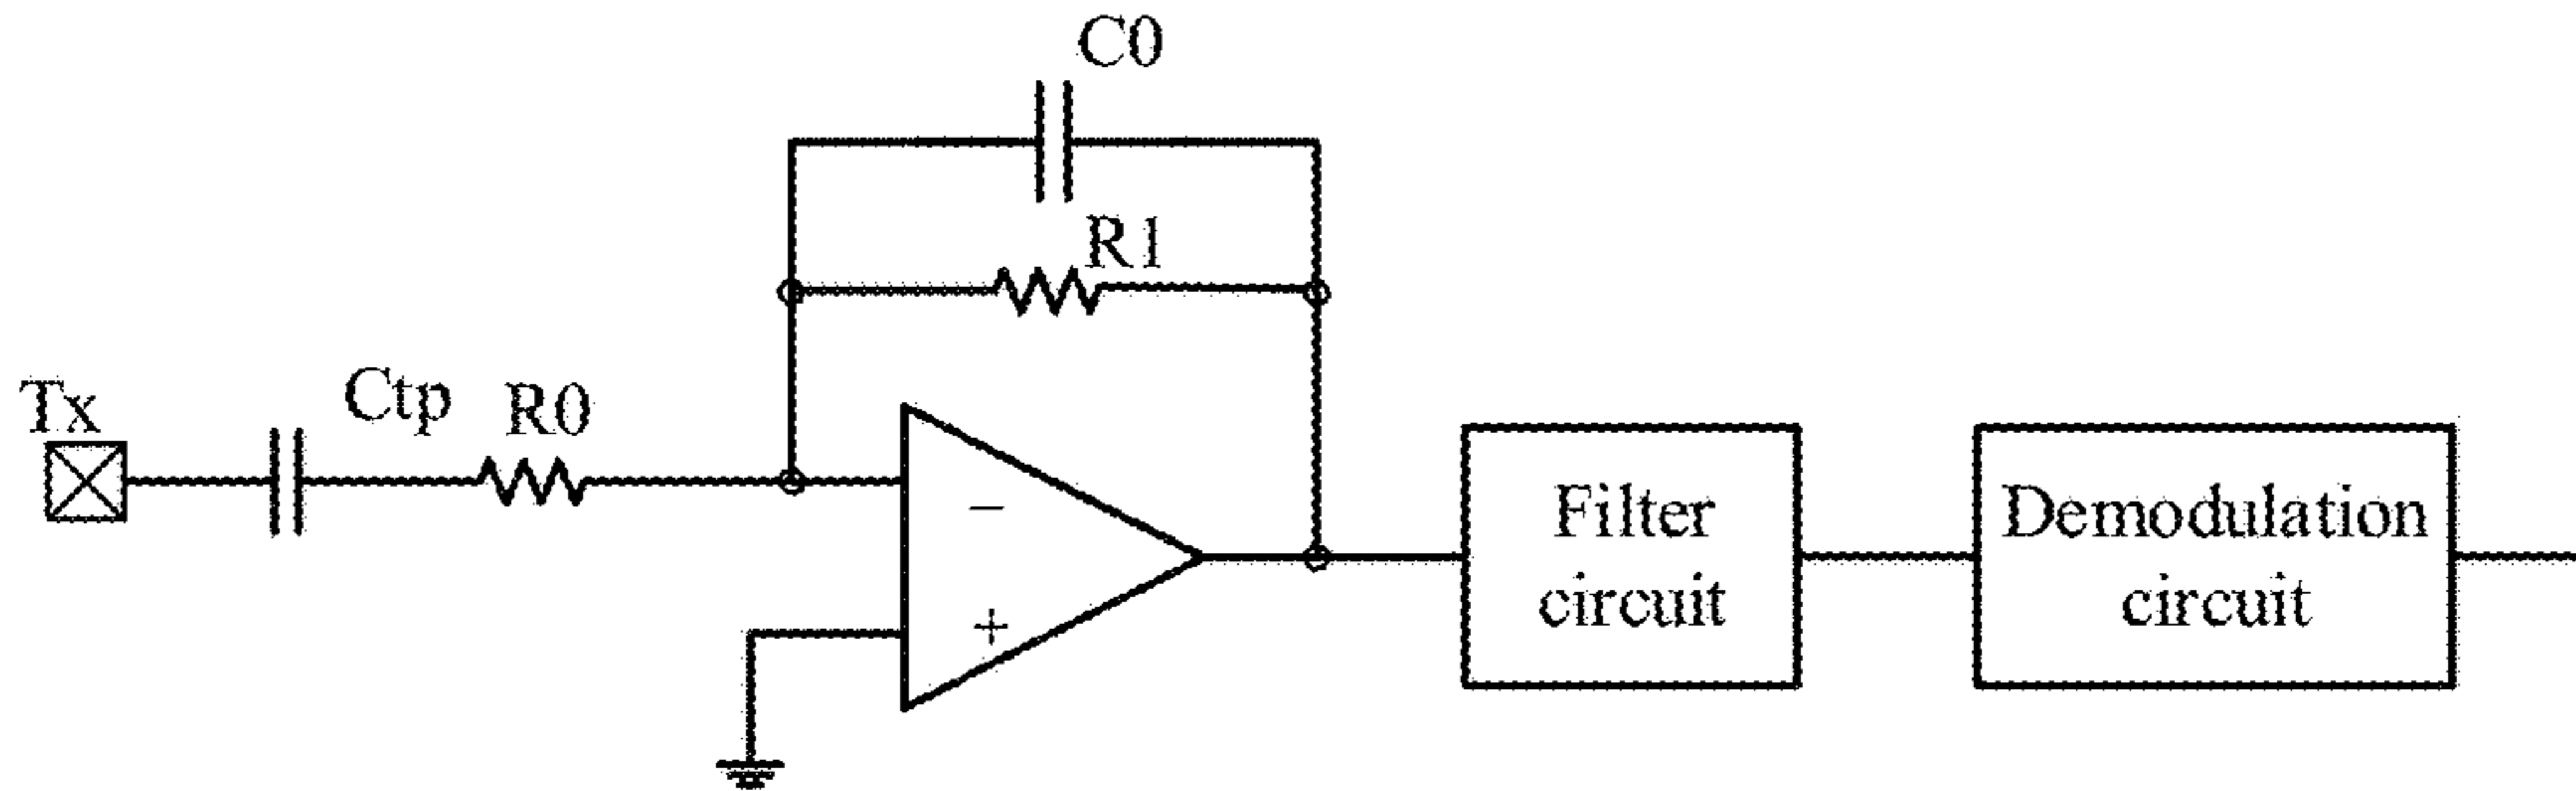 C0
R1
Tx
Ctp
R0
−
+
Filter
circuit
Demodulation
circuit